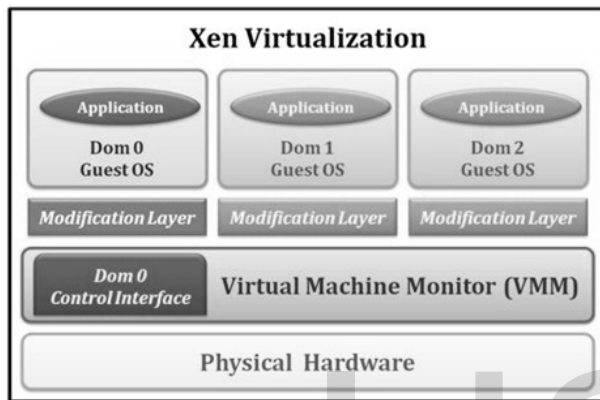 Xen Virtualization
Application
Application
Application
Dom 0
Guest OS
Dom 1
Guest OS
Dom 2
Guest OS
Modification Layer
Modification Layer
Modification Layer
Dom 0
Control Interface
Virtual Machine Monitor (VMM)
Physical Hardware